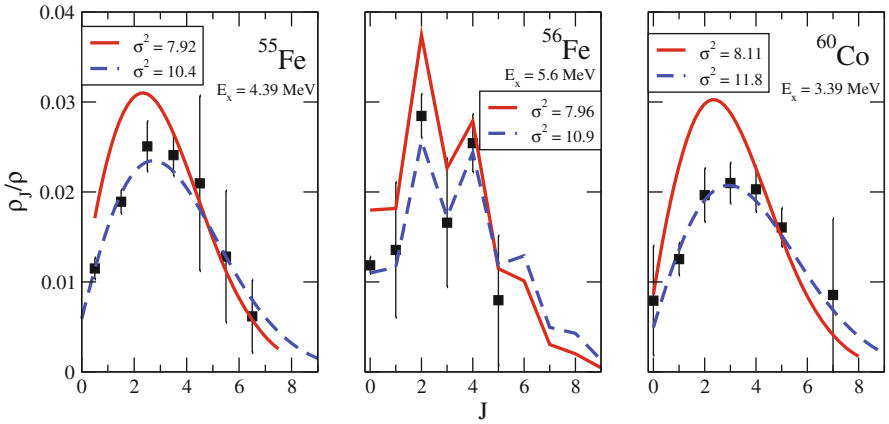 0.04
0.03
0.02
0.01
0
ρJ/ρ
σ² = 7.92
σ² = 10.4
⁵⁵Fe
Eₓ = 4.39 MeV
0 2 4 6 8
⁵⁶Fe
Eₓ = 5.6 MeV
σ² = 7.96
σ² = 10.9
0 2 4 6 8
J
⁶⁰Co
σ² = 8.11
σ² = 11.8
Eₓ = 3.39 MeV
0 2 4 6 8